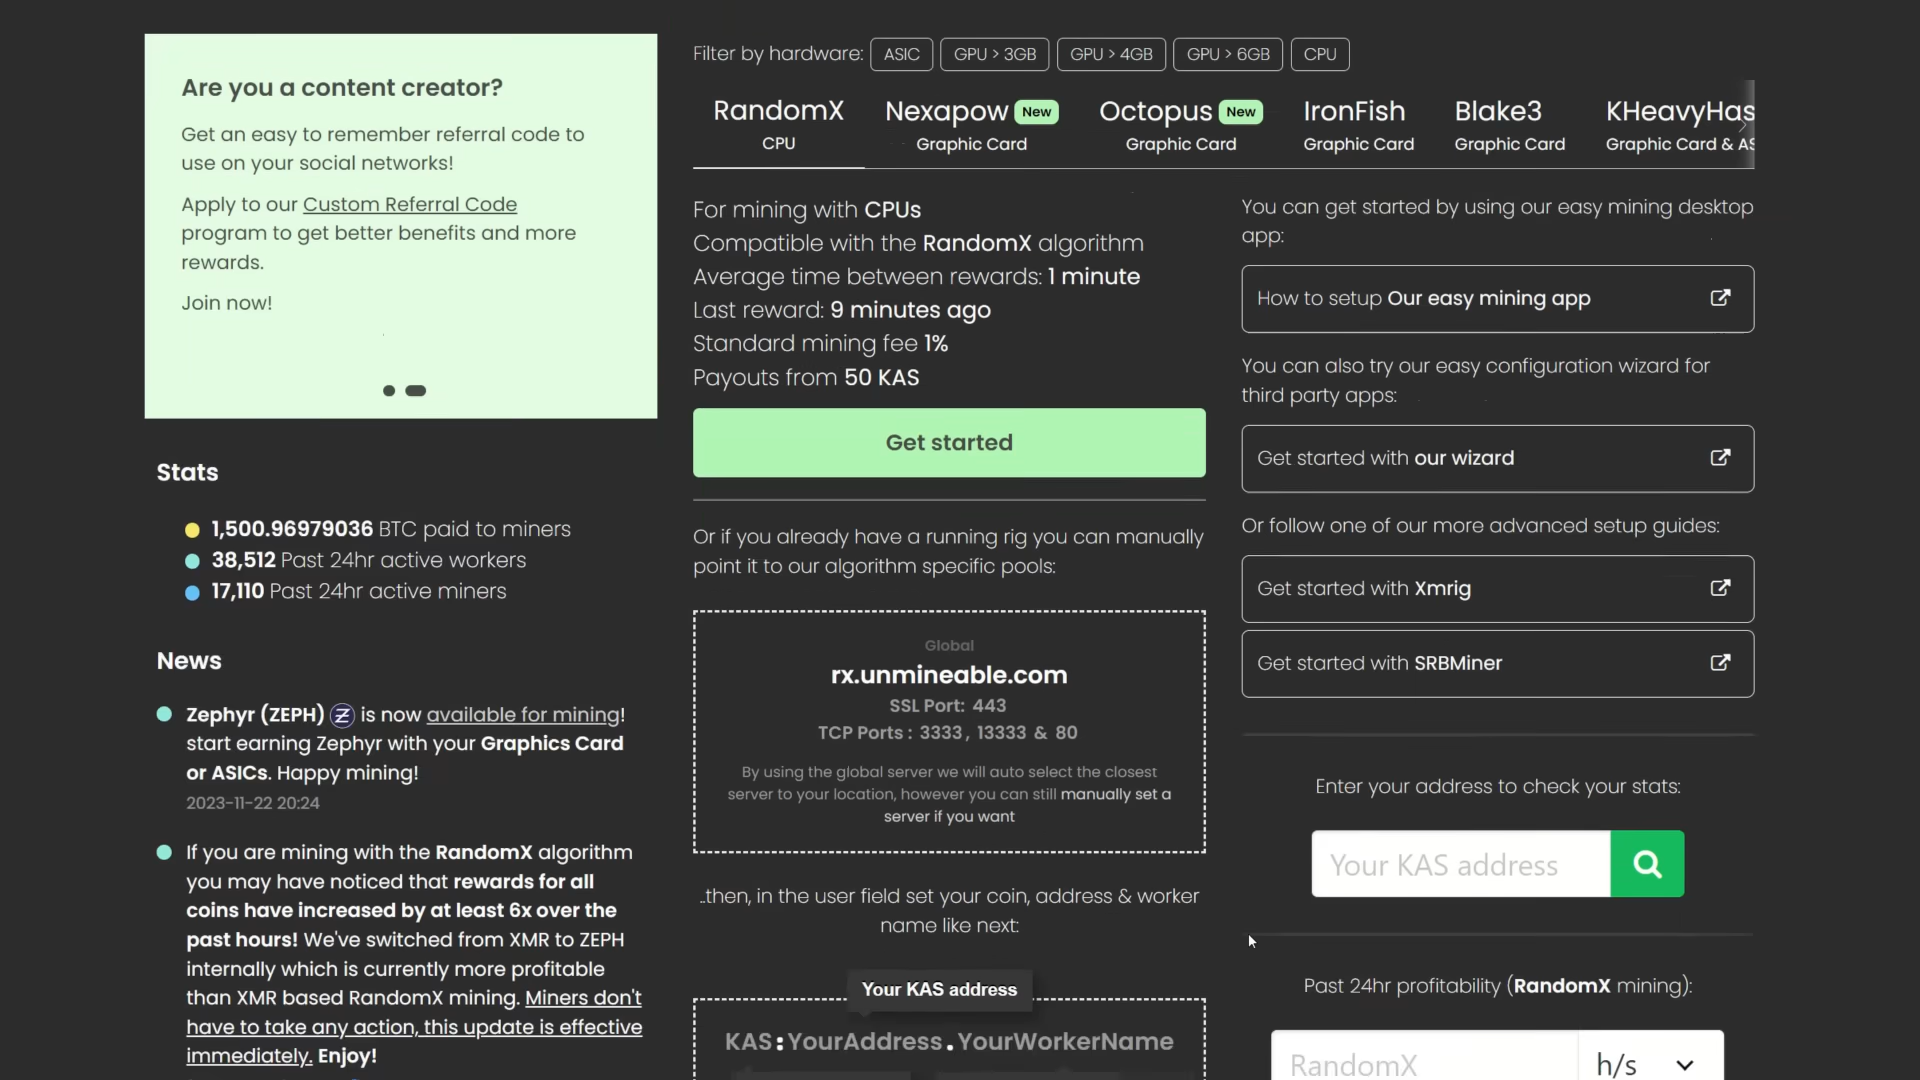 Are you a content creator?
Get an easy to remember referral code to
use on your social networks!
Apply to our Custom Referral Code
program to get better benefits and more
rewards.
Join now!
Stats
1,500.96979036 BTC paid to miners
38,512 Past 24hr active workers
17,110 Past 24hr active miners
News
Zephyr (ZEPH) is now available for mining!
start earning Zephyr with your Graphics Card
or ASICs. Happy mining!
2023-11-22 20:24
If you are mining with the RandomX algorithm
you may have noticed that rewards for all
coins have increased by at least 6x over the
past hours! We've switched from XMR to ZEPH
internally which is currently more profitable
than XMR based RandomX mining. Miners don't
have to take any action, this update is effective
immediately. Enjoy!
Filter by hardware: ASIC GPU > 3GB GPU > 4GB GPU > 6GB CPU
RandomX Nexapow New Octopus New IronFish Blake3 KHeavyHas
CPU Graphic Card Graphic Card Graphic Card Graphic Card Graphic Card & AS
For mining with CPUs
Compatible with the RandomX algorithm
Average time between rewards: 1 minute
Last reward: 9 minutes ago
Standard mining fee 1%
Payouts from 50 KAS
Get started
Or if you already have a running rig you can manually
point it to our algorithm specific pools:
Global
rx.unmineable.com
SSL Port: 443
TCP Ports : 3333, 13333 & 80
By using the global server we will auto select the closest
server to your location, however you can still manually set a
server if you want
..then, in the user field set your coin, address & worker
name like next:
Your KAS address
KAS:YourAddress.YourWorkerName
You can get started by using our easy mining desktop
app:
How to setup Our easy mining app
You can also try our easy configuration wizard for
third party apps:
Get started with our wizard
Or follow one of our more advanced setup guides:
Get started with Xmrig
Get started with SRBMiner
Enter your address to check your stats:
Your KAS address
Past 24hr profitability (RandomX mining):
RandomX h/s